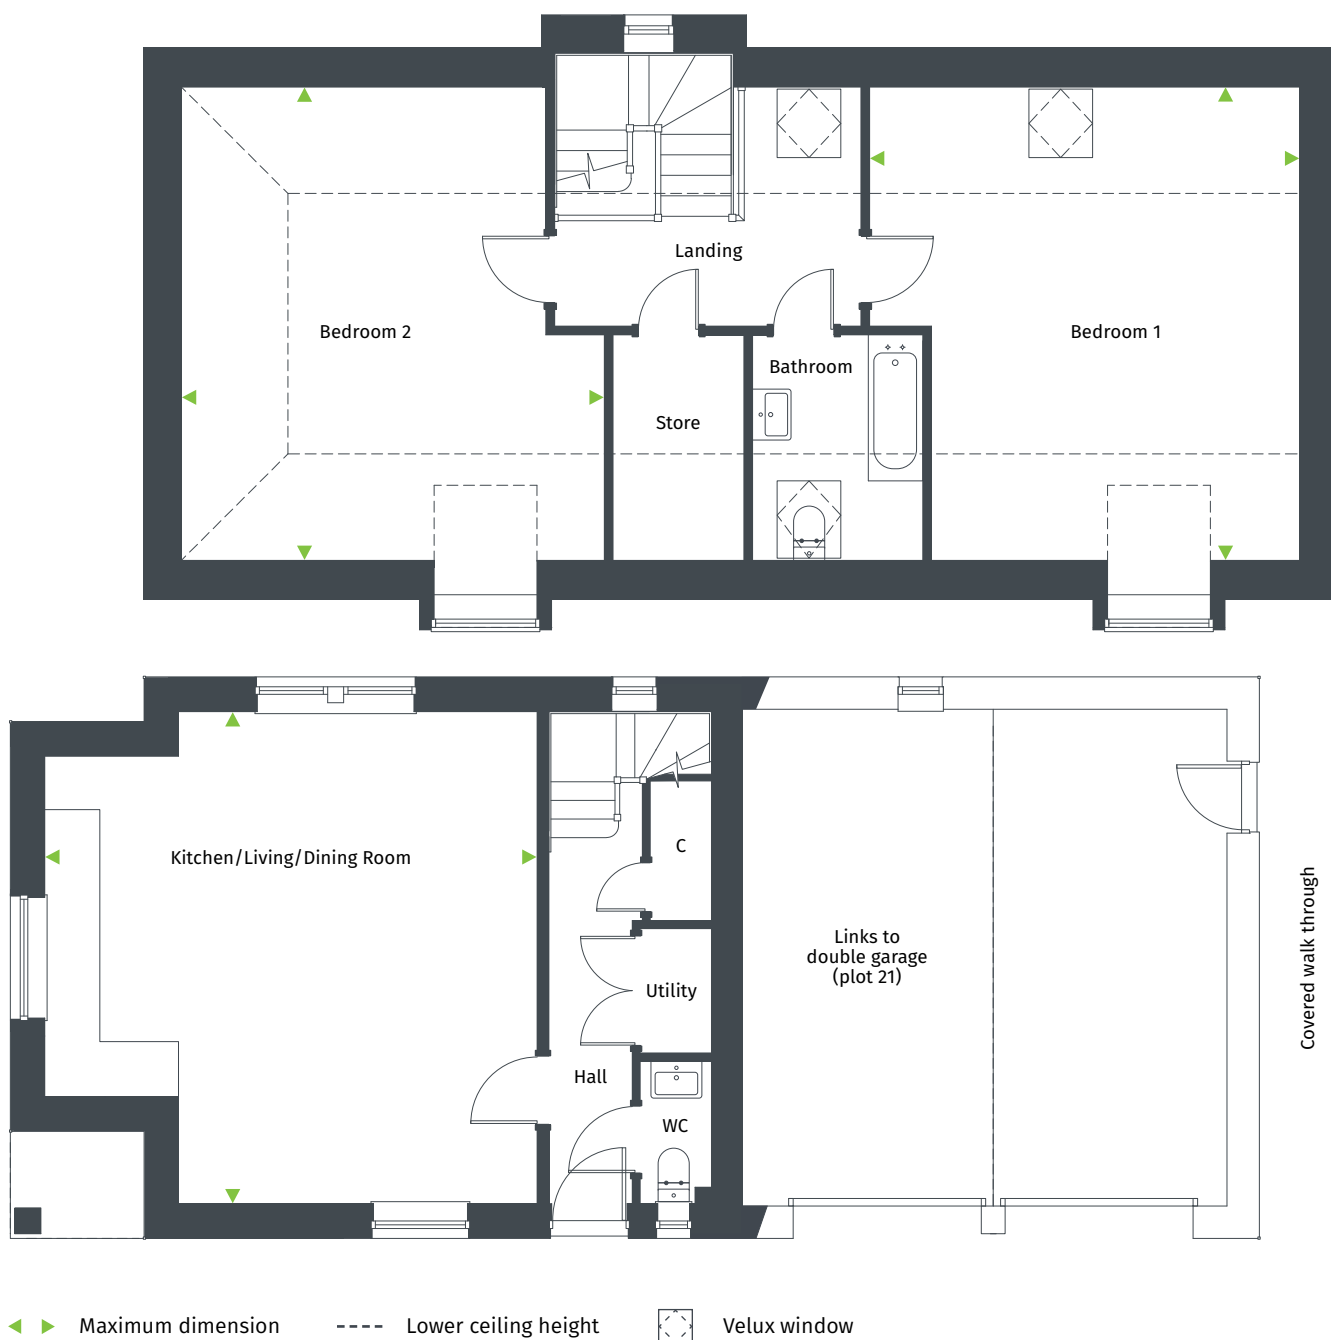 Landing
Bedroom 2
Bedroom 1
Bathroom
Store
Kitchen/Living/Dining Room
C
Links to
double garage
(plot 21)
Covered walk through
Utility
Hall
WC
Maximum dimension
Lower ceiling height
Velux window